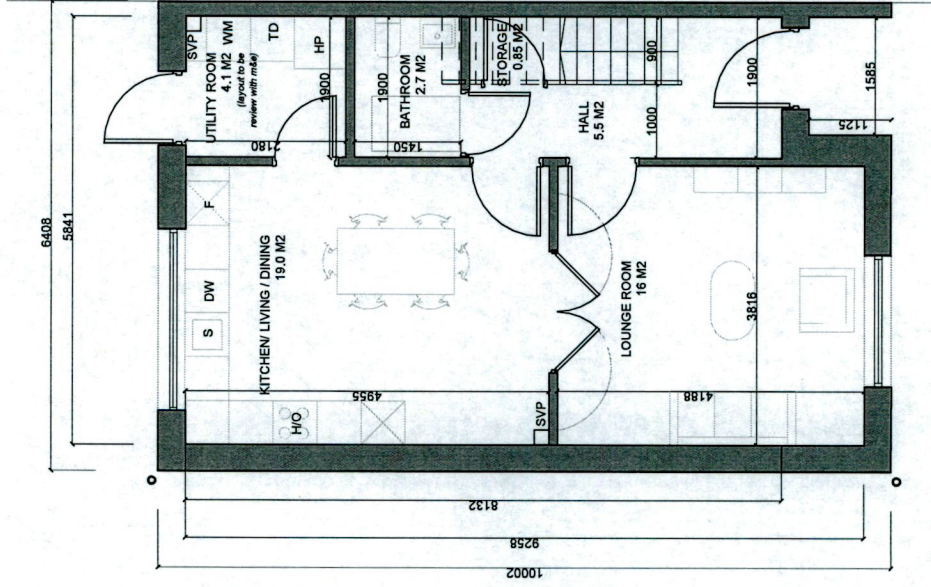 SVP
UTILITY ROOM
4.1 M2 WM
(layout to be
review with m&e)
TD
HP
1900
2180
BATHROOM
2.7 M2
1900
1450
STORAGE
0.85 M2
HALL
5.5 M2
900
1000
1900
1585
1125
6408
5841
F
DW
S
KITCHEN/ LIVING / DINING
19.0 M2
H/O
4955
SVP
LOUNGE ROOM
16 M2
3816
4188
8132
9258
10002